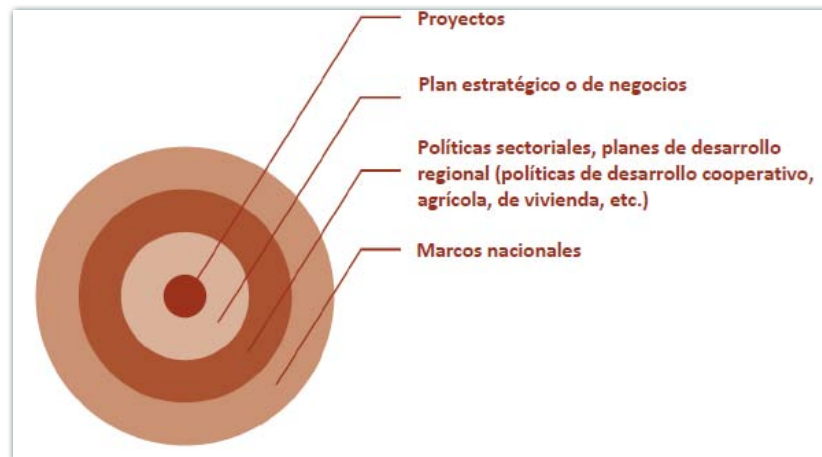 Proyectos
Plan estratégico o de negocios
Políticas sectoriales, planes de desarrollo
regional (políticas de desarrollo cooperativo,
agrícola, de vivienda, etc.)
Marcos nacionales